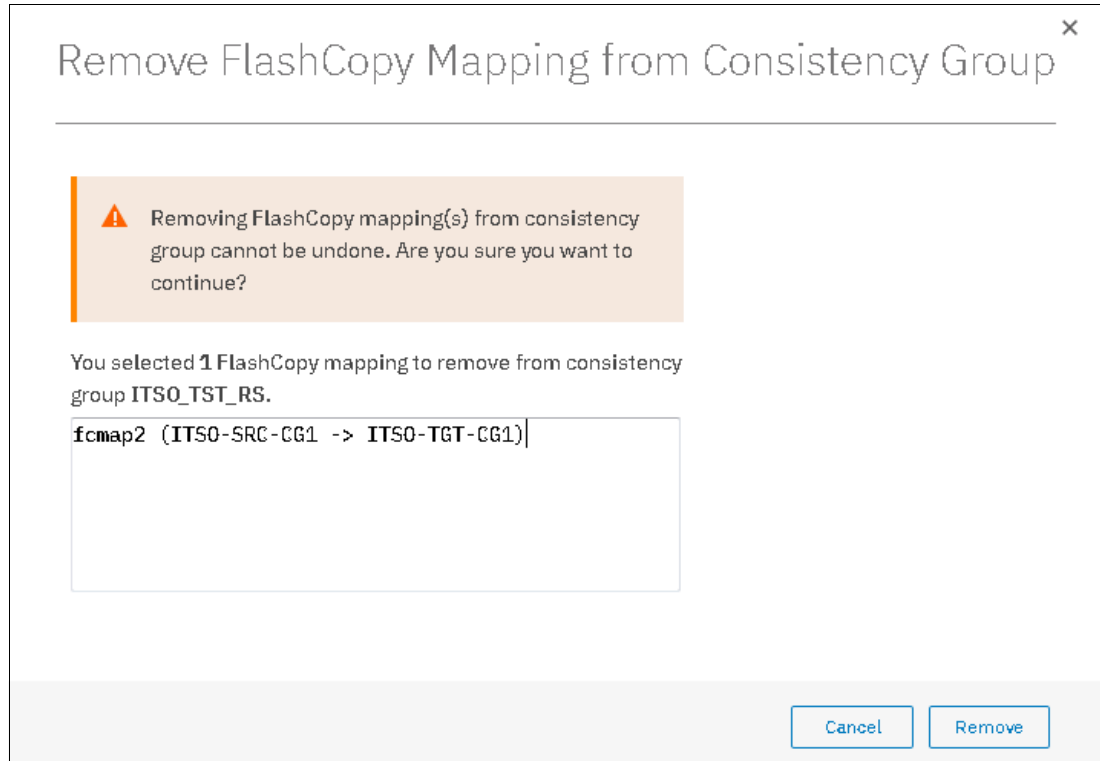 Remove FlashCopy Mapping from Consistency Group
Removing FlashCopy mapping(s) from consistency
group cannot be undone. Are you sure you want to
continue?
You selected 1 FlashCopy mapping to remove from consistency
group ITSO_TST_RS.
fcmap2 (ITSO-SRC-CG1 -> ITSO-TGT-CG1)
Cancel Remove